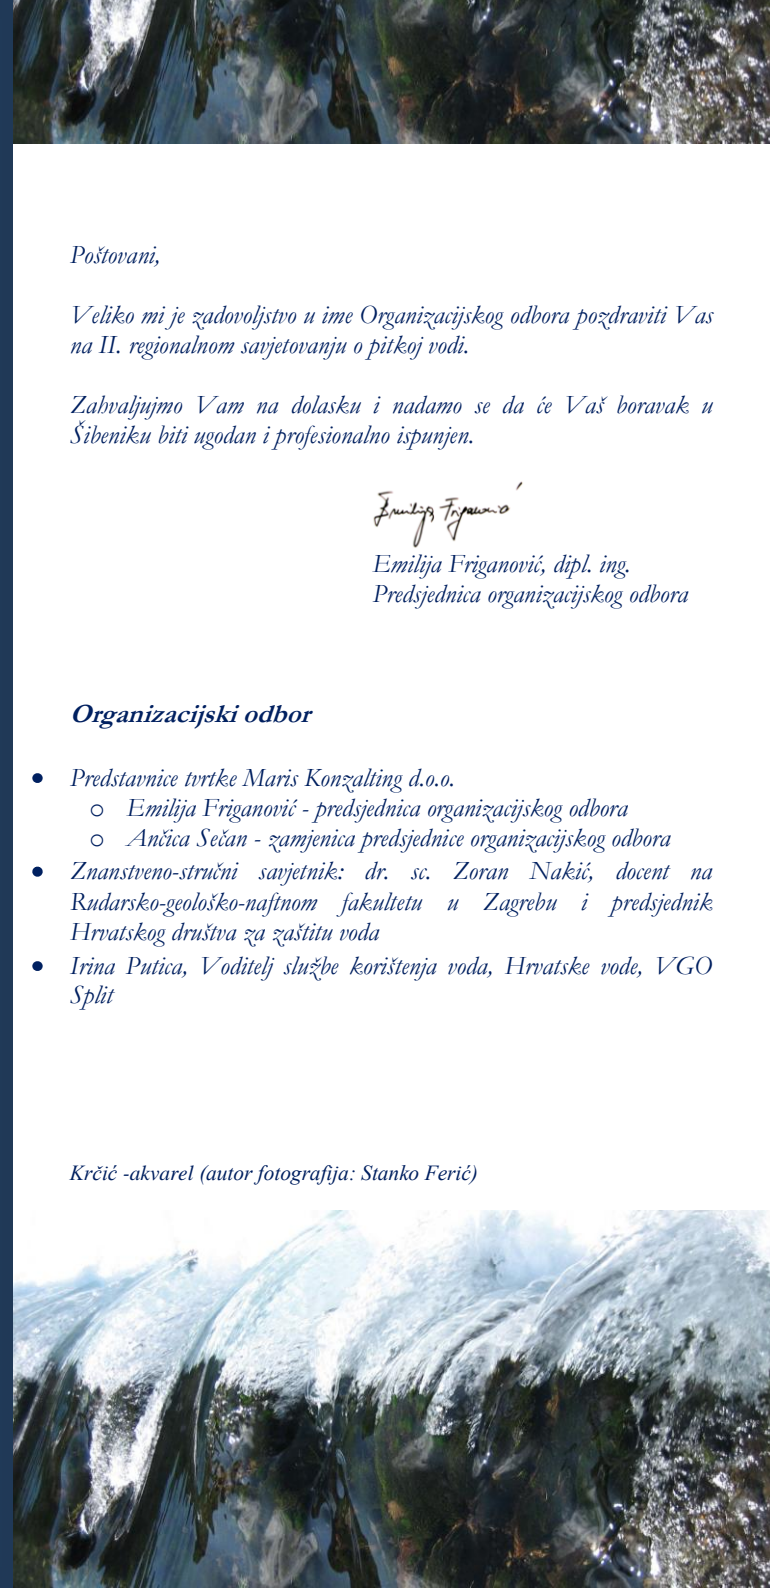 Poštovani,
Veliko mi je zadovoljstvo u ime Organizacijskog odbora pozdraviti Vas
na II. regionalnom savjetovanju o pitkoj vodi.
Zahvaljujmo Vam na dolasku i nadamo se da će Vaš boravak u
Šibeniku biti ugodan i profesionalno ispunjen.
Emilija Friganović
Emilija Friganović, dipl. ing.
Predsjednica organizacijskog odbora
Organizacijski odbor
• Predstavnice tvrtke Maris Konzalting d.o.o.
o Emilija Friganović - predsjednica organizacijskog odbora
o Ančica Sečan - zamjenica predsjednice organizacijskog odbora
• Znanstveno-stručni savjetnik: dr. sc. Zoran Nakić, docent na
Rudarsko-geološko-naftnom fakultetu u Zagrebu i predsjednik
Hrvatskog društva za zaštitu voda
• Irina Putica, Voditelj službe korištenja voda, Hrvatske vode, VGO
Split
Krčić -akvarel (autor fotografija: Stanko Ferić)